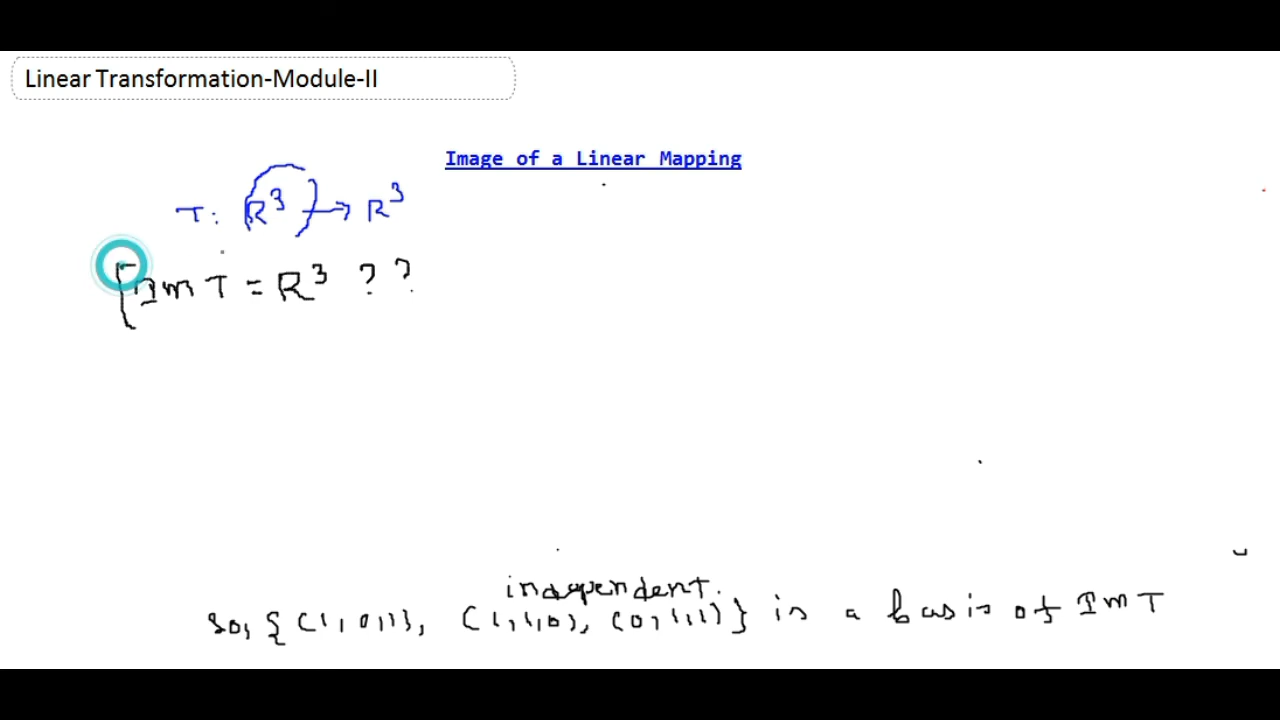 Linear Transformation-Module-II
Image of a Linear Mapping
T: (R³) → R³
[Im T = R³ ? ?
independent.
so, {(1,0,1), (1,1,0), (0,1,1)} is a basis of Im T